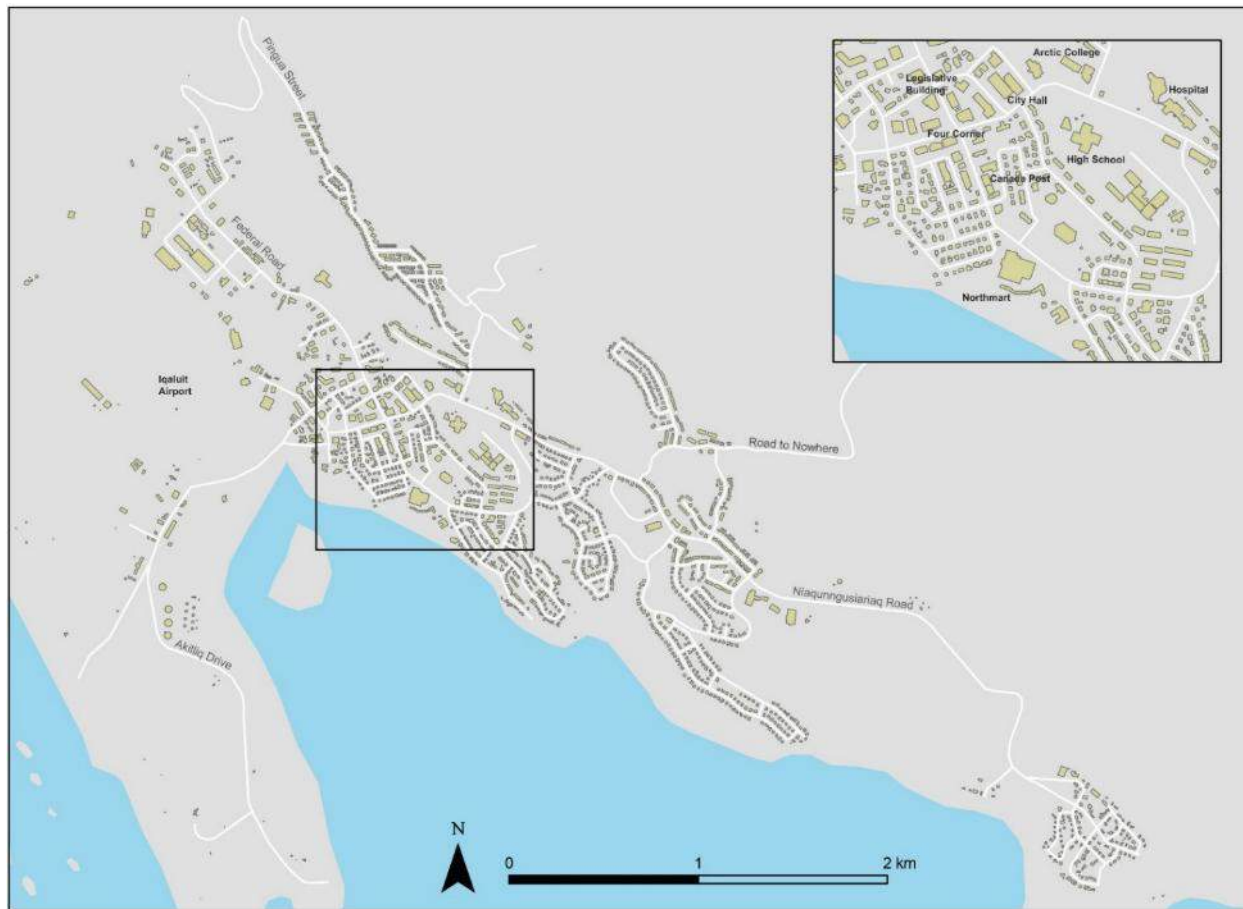 Pingua Street
Arctic College
Legislative
Building
Hospital
City Hall
Four Corner
High School
Canada Post
Northmart
Federal Road
Iqaluit
Airport
Road to Nowhere
Niaqunngusiariaq Road
Akilliq Drive
N
0 1 2 km